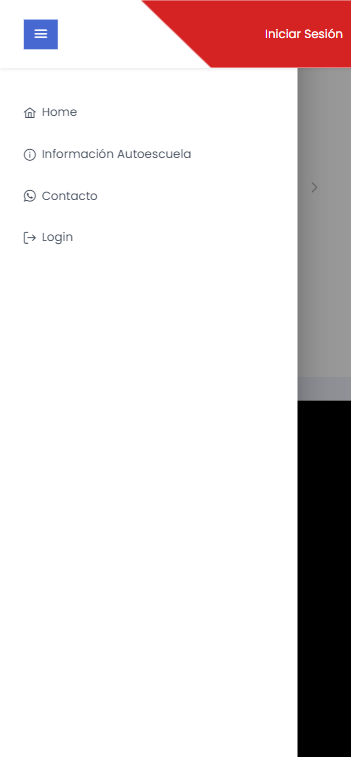 Iniciar Sesión
Home
Información Autoescuela
Contacto
Login